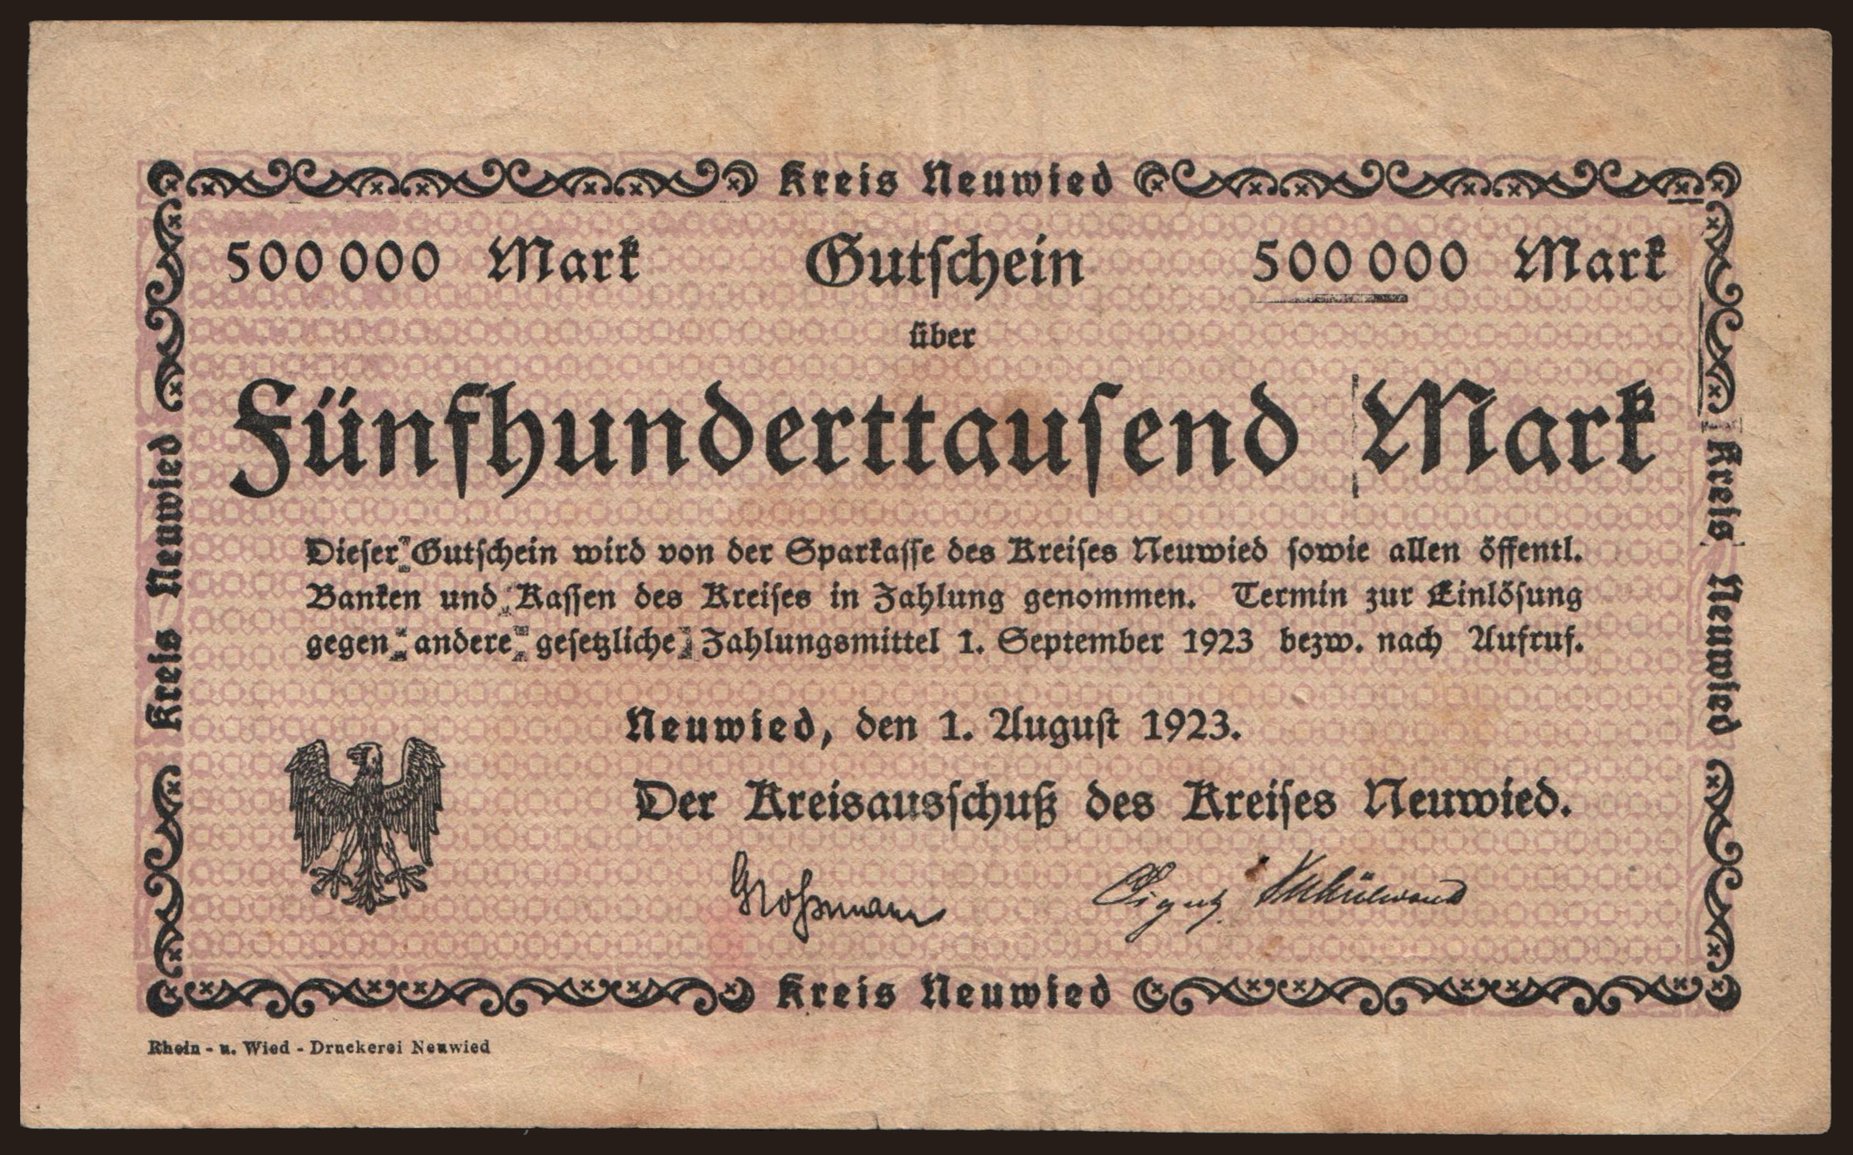 Kreis Neuwied
500 000 Mark Gutschein 500 000 Mark
über
Fünfhunderttausend Mark
Dieser Gutschein wird von der Sparkasse des Kreises Neuwied sowie allen öffentl.
Banken und Kassen des Kreises in Zahlung genommen. Termin zur Einlösung
gegen andere gesetzliche Zahlungsmittel 1. September 1923 bezw. nach Aufruf.
Neuwied, den 1. August 1923.
Der Kreisausschuß des Kreises Neuwied.
Großmann
Kreis Neuwied
Kreis Neuwied
Kreis Neuwied
Rhein- u. Wied-Druckerei Neuwied